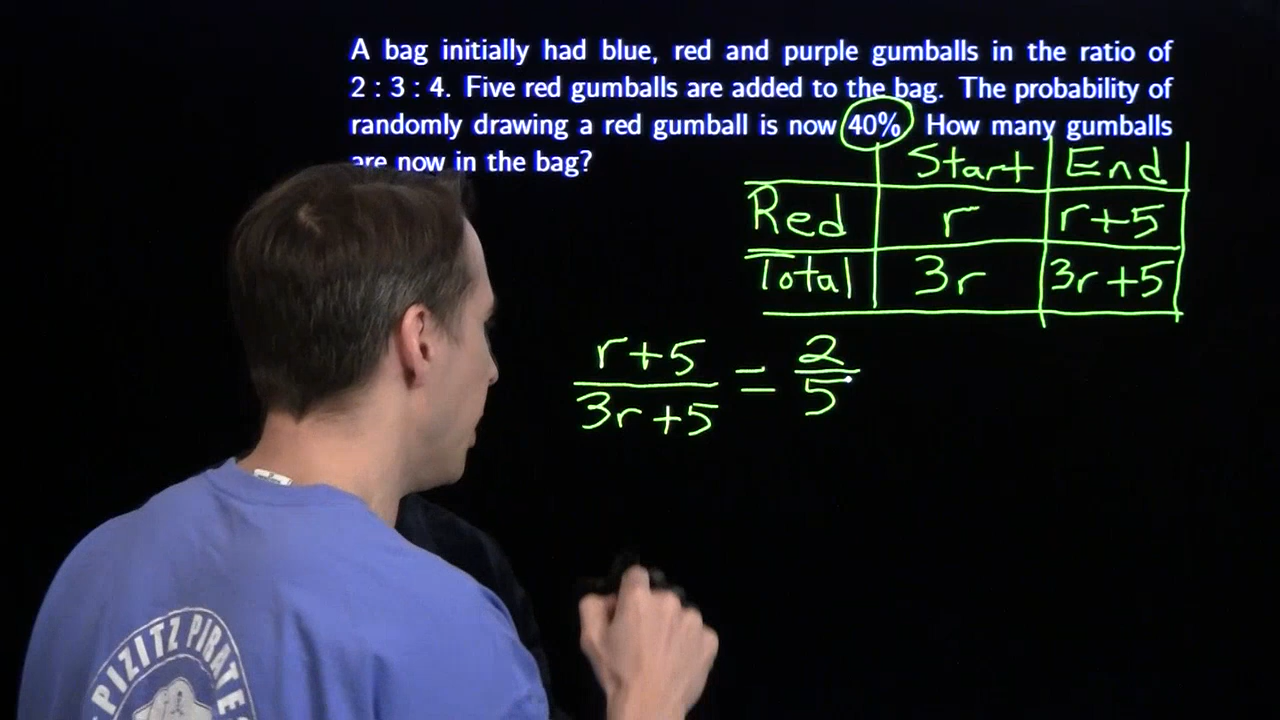 A bag initially had blue, red and purple gumballs in the ratio of
2 : 3 : 4. Five red gumballs are added to the bag. The probability of
randomly drawing a red gumball is now 40% How many gumballs
are now in the bag?
Start End
Red r r+5
Total 3r 3r+5
r+5 = 2
3r+5 5
PIZITZ PIRATE